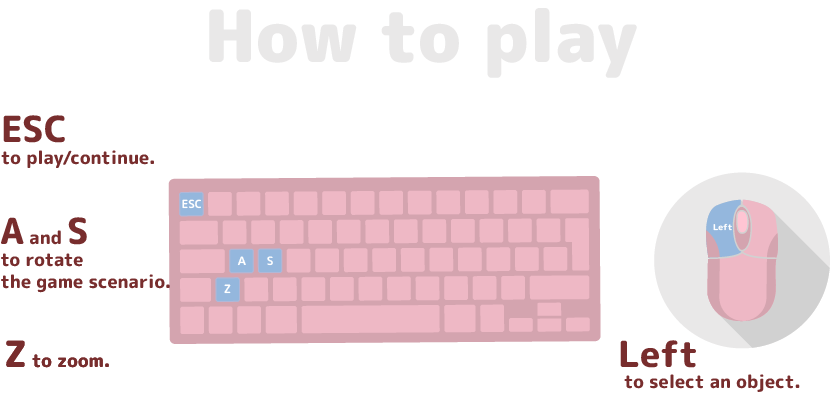 How to play
ESC
to play/continue.
A and S
to rotate
the game scenario.
Z to zoom.
ESC
A S
Z
Left
Left
to select an object.